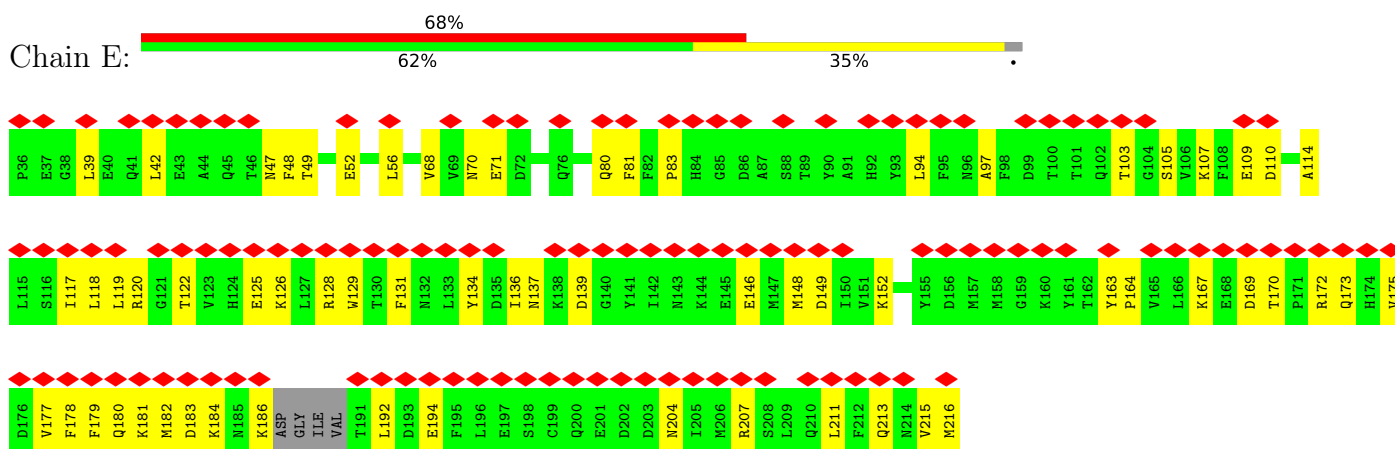 68%
Chain E:
62% 35% •
P36 E37 G38 L39 E40 Q41 L42 E43 A44 Q45 T46 N47 F48 T49 E52 L56 V68 V69 N70 E71 D72 Q76 Q80 F81 F82 P83 H84 G85 D86 A87 S88 T89 Y90 A91 H92 Y93 L94 F95 N96 A97 F98 D99 T100 T101 Q102 T103 G104 S105 V106 K107 F108 E109 D110 A114
L115 S116 I117 L118 L119 R120 G121 T122 V123 H124 E125 K126 L127 R128 W129 T130 F131 N132 L133 Y134 D135 I136 N137 K138 D139 G140 Y141 I142 N143 K144 E145 E146 M147 M148 D149 I150 V151 K152 Y155 D156 M157 M158 G159 K160 Y161 T162 Y163 P164 V165 L166 K167 E168 D169 T170 P171 R172 Q173 H174 V175
D176 V177 F178 F179 Q180 K181 M182 D183 K184 N185 K186 ASP GLY ILE VAL T191 L192 D193 E194 F195 L196 E197 S198 C199 Q200 E201 D202 D203 N204 I205 M206 R207 S208 L209 Q210 L211 F212 Q213 N214 V215 M216